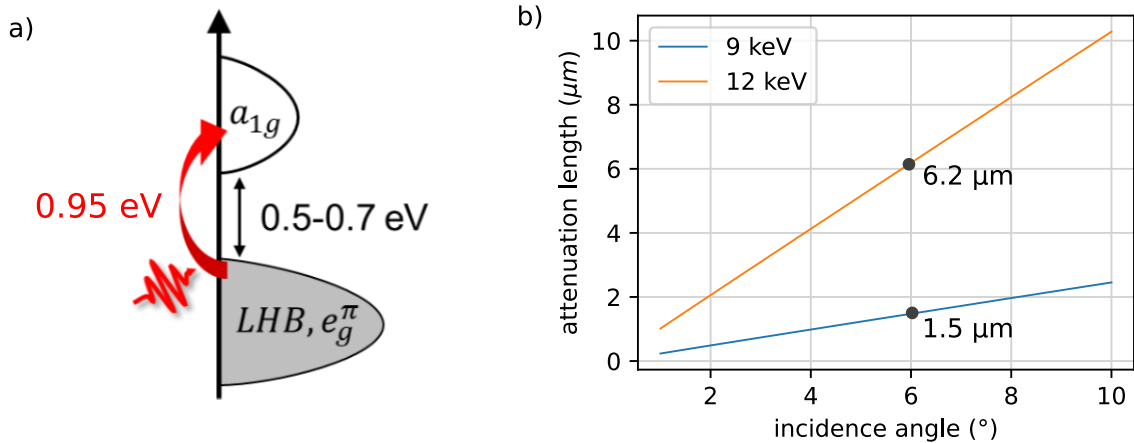 a)
a1g
0.95 eV
0.5-0.7 eV
LHB, e_g^π
b)
attenuation length (μm)
10
8
6
4
2
0
9 keV
12 keV
6.2 μm
1.5 μm
2
4
6
8
10
incidence angle (°)